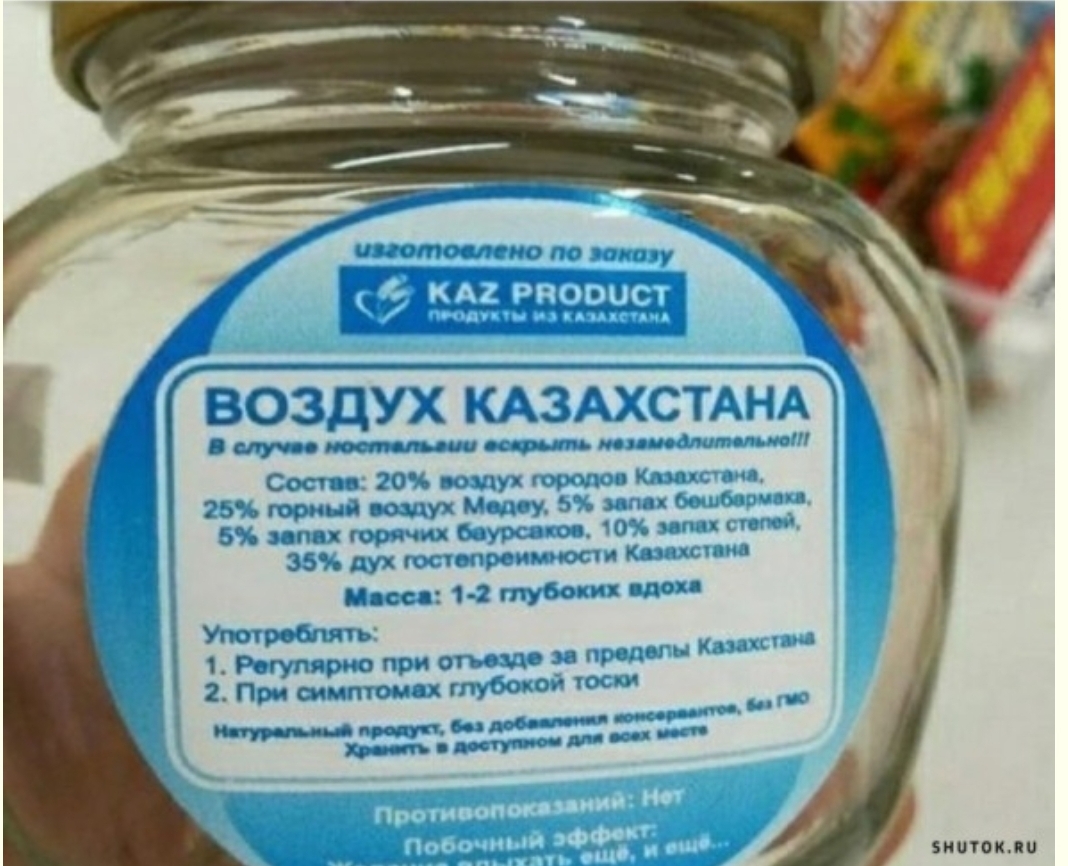 изготовлено по заказу
KAZ PRODUCT
ПРОДУКТЫ ИЗ КАЗАХСТАНА
ВОЗДУХ КАЗАХСТАНА
В случае ностальгии вскрыть незамедлительно!!!
Состав: 20% воздух городов Казахстана,
25% горный воздух Медеу, 5% запах бешбармака,
5% запах горячих баурсаков, 10% запах степей,
35% дух гостепреимности Казахстана
Масса: 1-2 глубоких вдоха
Употреблять:
1. Регулярно при отъезде за пределы Казахстана
2. При симптомах глубокой тоски
Натуральный продукт, без добавления консервантов, без ГМО
Хранить в доступном для всех месте
Противопоказаний: Нет
Побочный эффект:
Желание вдыхать ещё, и ещё...
SHUTOK.RU